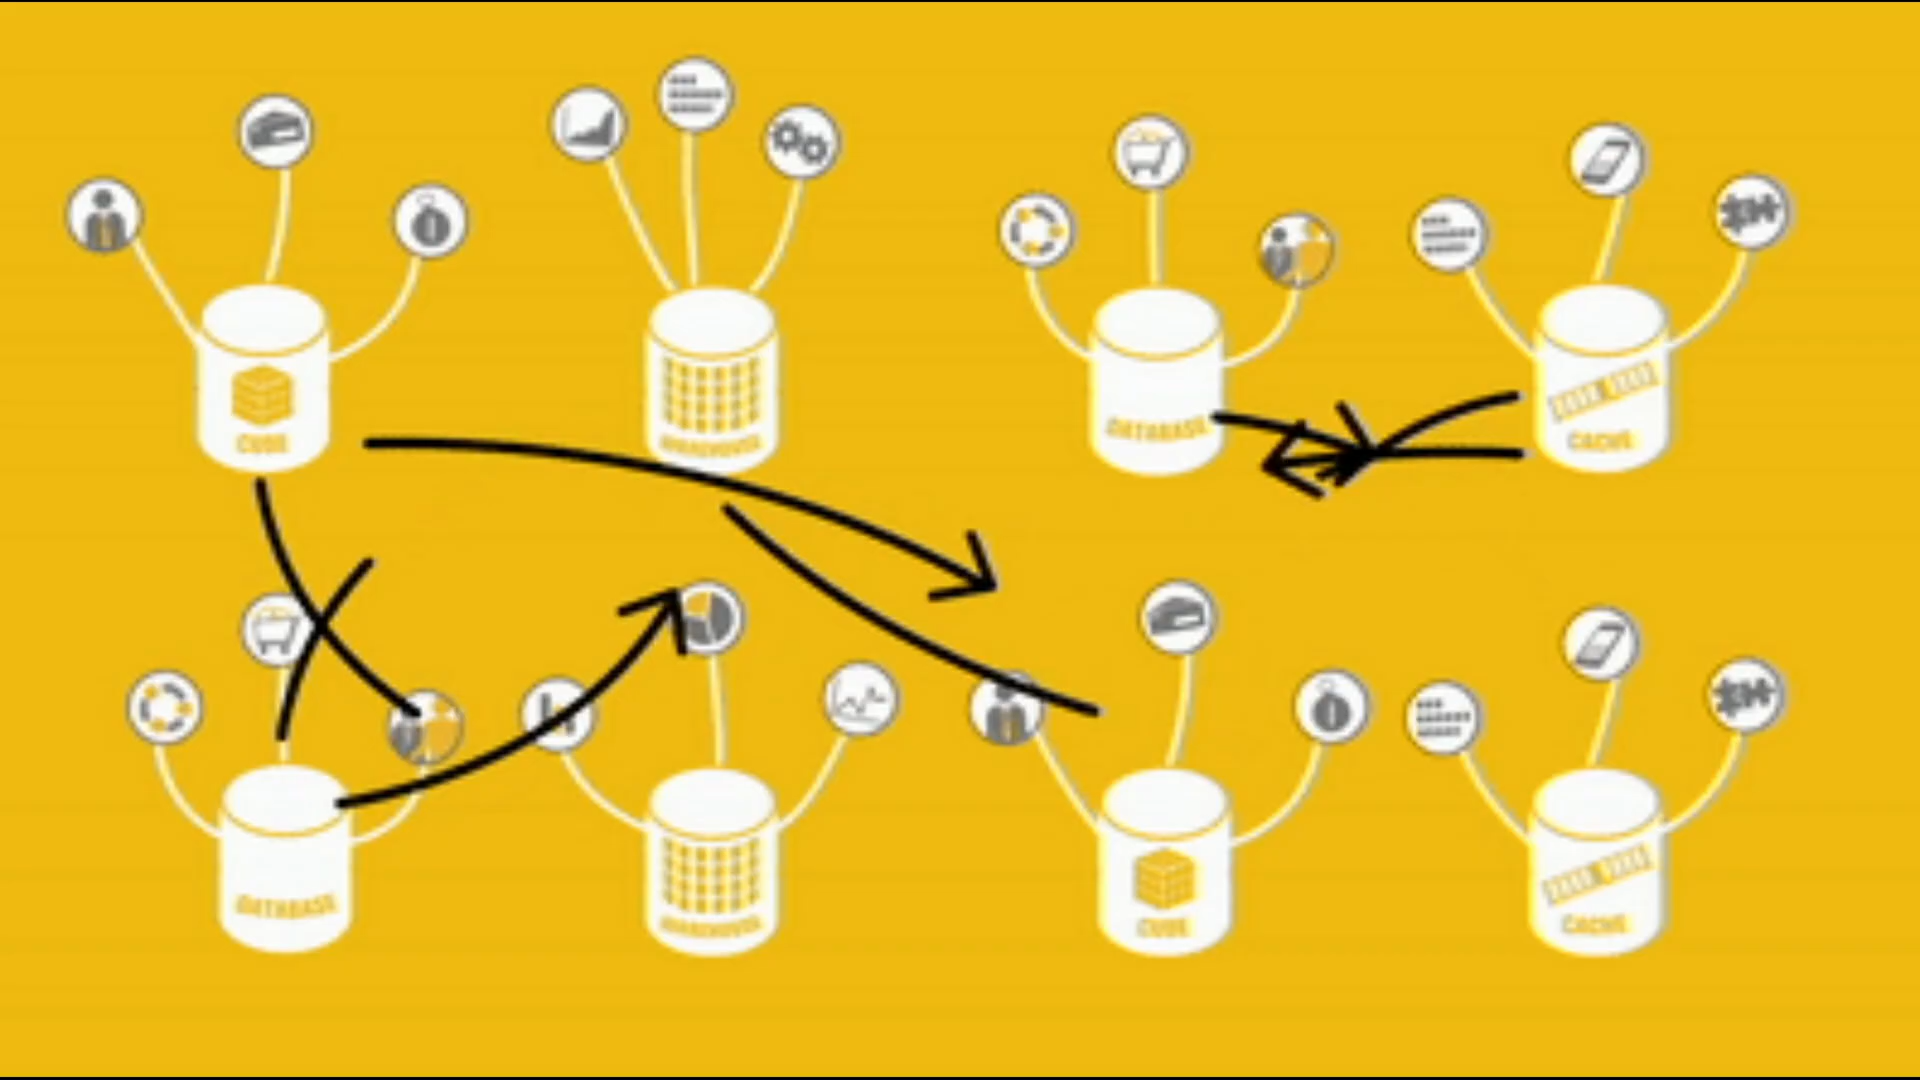 CUBE
WAREHOUSE
DATABASE
CACHE
DATABASE
WAREHOUSE
CUBE
CACHE